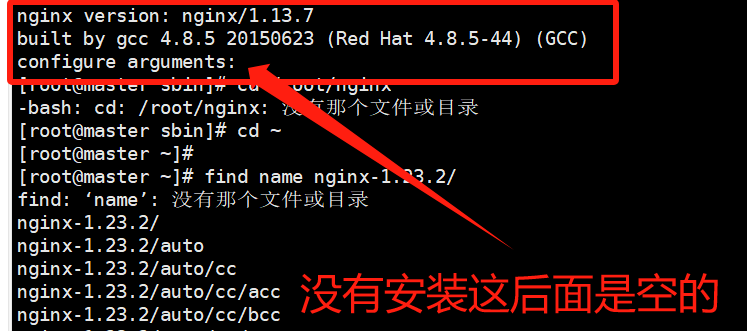 nginx version: nginx/1.13.7
built by gcc 4.8.5 20150623 (Red Hat 4.8.5-44) (GCC)
configure arguments:
[root@master sbin]# cd /root/nginx
-bash: cd: /root/nginx: 没有那个文件或目录
[root@master sbin]# cd ~
[root@master ~]#
[root@master ~]# find name nginx-1.23.2/
find: ‘name’: 没有那个文件或目录
nginx-1.23.2/
nginx-1.23.2/auto
nginx-1.23.2/auto/cc
nginx-1.23.2/auto/cc/acc
nginx-1.23.2/auto/cc/bcc
没有安装这后面是空的